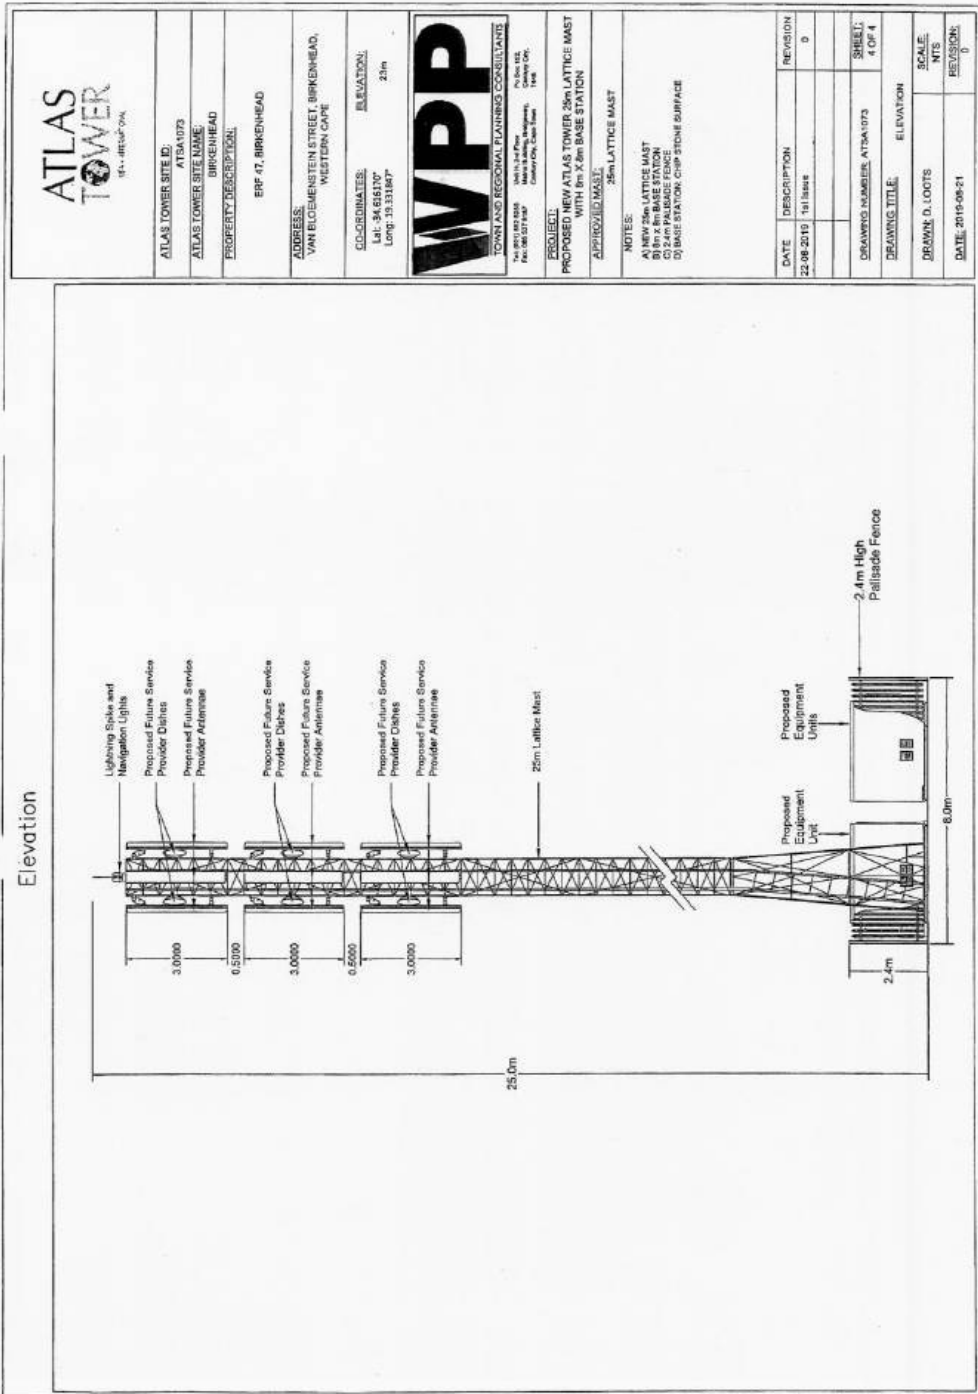 Elevation
Lightning Spike and
Navigation Lights
Proposed Future Service
Provider Dishes
Proposed Future Service
Provider Antennae
Proposed Future Service
Provider Dishes
Proposed Future Service
Provider Antennae
Proposed Future Service
Provider Dishes
Proposed Future Service
Provider Antennae
25m Lattice Mast
3.0000
0.5000
3.0000
0.5000
3.0000
25.0m
2.4m
8.0m
Proposed
Equipment
Unit
Proposed
Equipment
Units
2.4m High
Palisade Fence
ATLAS
TOWER
ATLAS TOWER SITE ID:
ATSA1073
ATLAS TOWER SITE NAME:
BIRKENHEAD
PROPERTY DESCRIPTION:
ERF 47, BIRKENHEAD
ADDRESS:
VAN BLOEMENSTEIN STREET, BIRKENHEAD,
WESTERN CAPE
CO-ORDINATES: ELEVATION:
Lat: -34.616170°
Long: 19.331847°
23m
WPP
TOWN AND REGIONAL PLANNING CONSULTANTS
PROJECT:
PROPOSED NEW ATLAS TOWER 25m LATTICE MAST
WITH 8m X 8m BASE STATION
APPROVED MAST:
25m LATTICE MAST
NOTES:
A) NEW 25m LATTICE MAST
B) 8m x 8m BASE STATION
C) 2.4m PALISADE FENCE
D) BASE STATION: CHIP STONE SURFACE
DATE DESCRIPTION REVISION
22-08-2019 1st Issue 0
DRAWING NUMBER: ATSA1073
SHEET:
4 OF 4
DRAWING TITLE:
ELEVATION
DRAWN: D. LOOTS
SCALE:
NTS
DATE: 2019-08-21
REVISION:
0